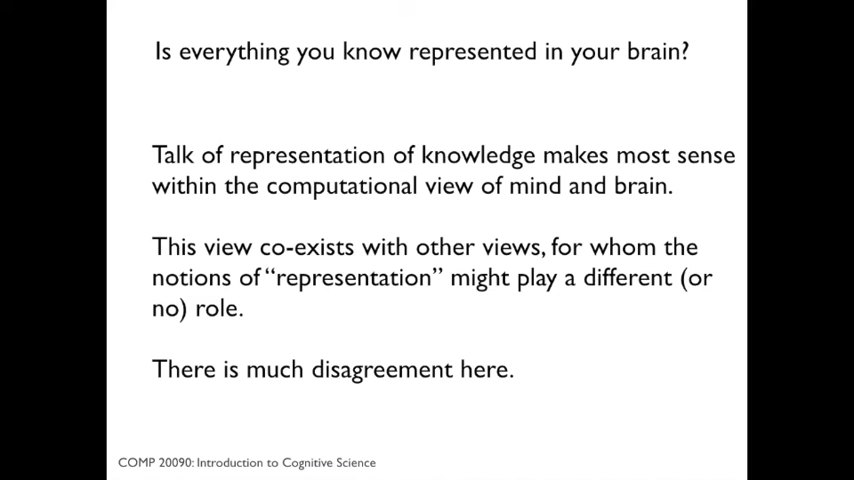 Is everything you know represented in your brain?
Talk of representation of knowledge makes most sense
within the computational view of mind and brain.
This view co-exists with other views, for whom the
notions of “representation” might play a different (or
no) role.
There is much disagreement here.
COMP 20090: Introduction to Cognitive Science